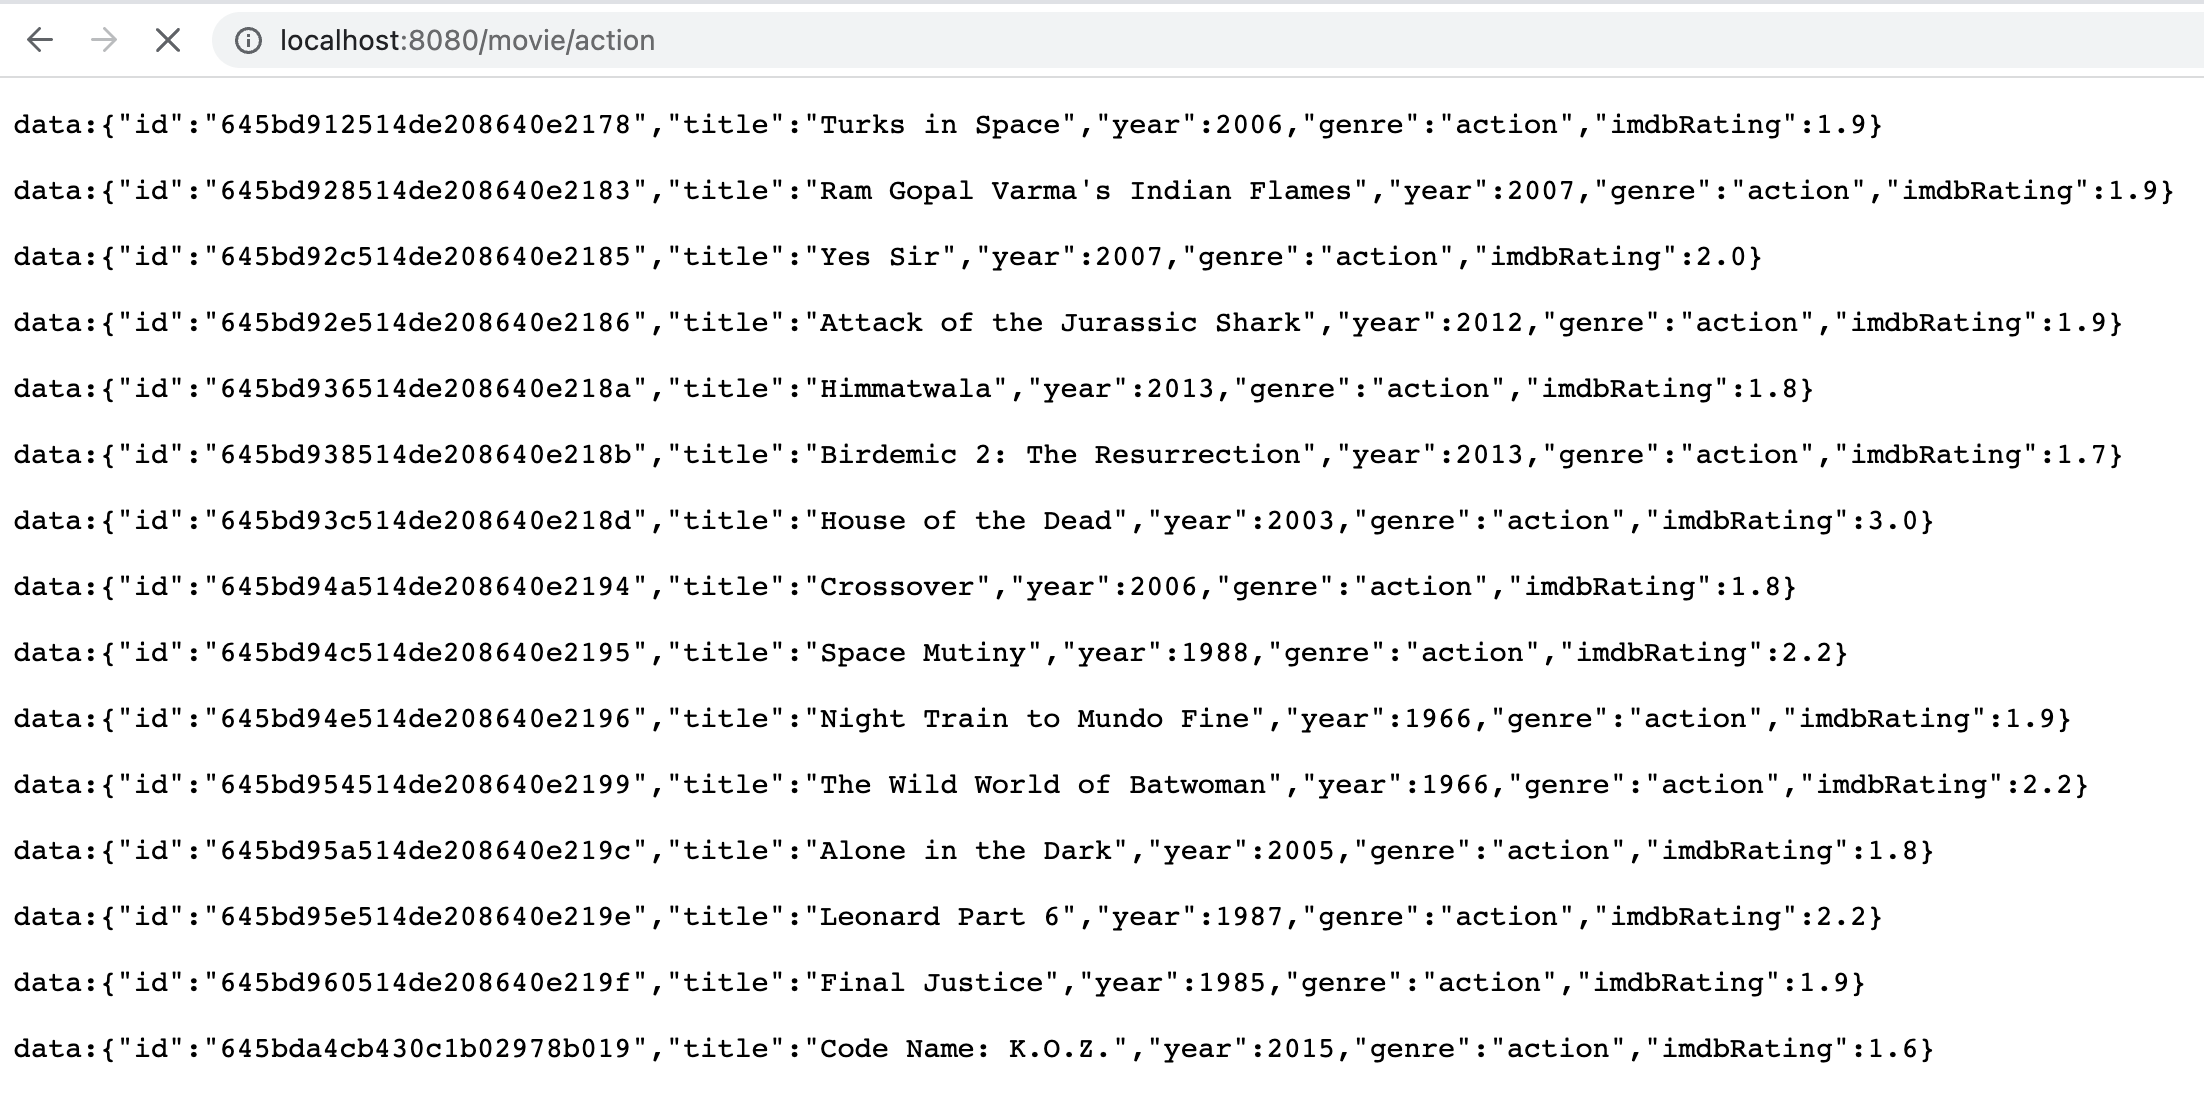 localhost:8080/movie/action
data:{"id":"645bd912514de208640e2178","title":"Turks in Space","year":2006,"genre":"action","imdbRating":1.9}
data:{"id":"645bd928514de208640e2183","title":"Ram Gopal Varma's Indian Flames","year":2007,"genre":"action","imdbRating":1.9}
data:{"id":"645bd92c514de208640e2185","title":"Yes Sir","year":2007,"genre":"action","imdbRating":2.0}
data:{"id":"645bd92e514de208640e2186","title":"Attack of the Jurassic Shark","year":2012,"genre":"action","imdbRating":1.9}
data:{"id":"645bd936514de208640e218a","title":"Himmatwala","year":2013,"genre":"action","imdbRating":1.8}
data:{"id":"645bd938514de208640e218b","title":"Birdemic 2: The Resurrection","year":2013,"genre":"action","imdbRating":1.7}
data:{"id":"645bd93c514de208640e218d","title":"House of the Dead","year":2003,"genre":"action","imdbRating":3.0}
data:{"id":"645bd94a514de208640e2194","title":"Crossover","year":2006,"genre":"action","imdbRating":1.8}
data:{"id":"645bd94c514de208640e2195","title":"Space Mutiny","year":1988,"genre":"action","imdbRating":2.2}
data:{"id":"645bd94e514de208640e2196","title":"Night Train to Mundo Fine","year":1966,"genre":"action","imdbRating":1.9}
data:{"id":"645bd954514de208640e2199","title":"The Wild World of Batwoman","year":1966,"genre":"action","imdbRating":2.2}
data:{"id":"645bd95a514de208640e219c","title":"Alone in the Dark","year":2005,"genre":"action","imdbRating":1.8}
data:{"id":"645bd95e514de208640e219e","title":"Leonard Part 6","year":1987,"genre":"action","imdbRating":2.2}
data:{"id":"645bd960514de208640e219f","title":"Final Justice","year":1985,"genre":"action","imdbRating":1.9}
data:{"id":"645bda4cb430c1b02978b019","title":"Code Name: K.O.Z.","year":2015,"genre":"action","imdbRating":1.6}